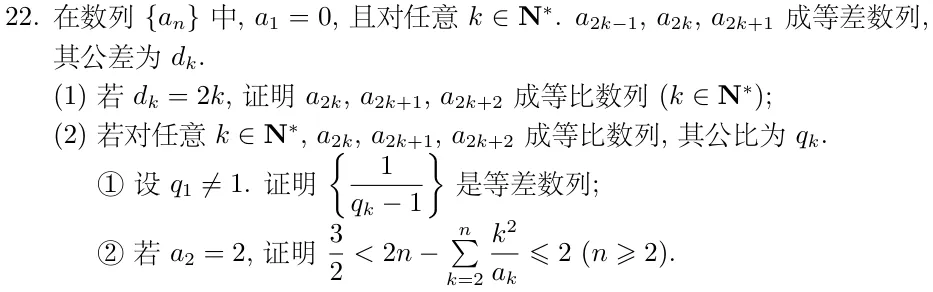 22. 在数列 {aₙ} 中, a₁ = 0, 且对任意 k ∈ N*. a₂ₖ₋₁, a₂ₖ, a₂ₖ₊₁ 成等差数列,
其公差为 dₖ.
(1) 若 dₖ = 2k, 证明 a₂ₖ, a₂ₖ₊₁, a₂ₖ₊₂ 成等比数列 (k ∈ N*);
(2) 若对任意 k ∈ N*, a₂ₖ, a₂ₖ₊₁, a₂ₖ₊₂ 成等比数列, 其公比为 qₖ.
① 设 q₁ ≠ 1. 证明 {1/(qₖ − 1)} 是等差数列;
② 若 a₂ = 2, 证明 3/2 < 2n − ∑_{k=2}^{n} k²/aₖ ⩽ 2 (n ⩾ 2).